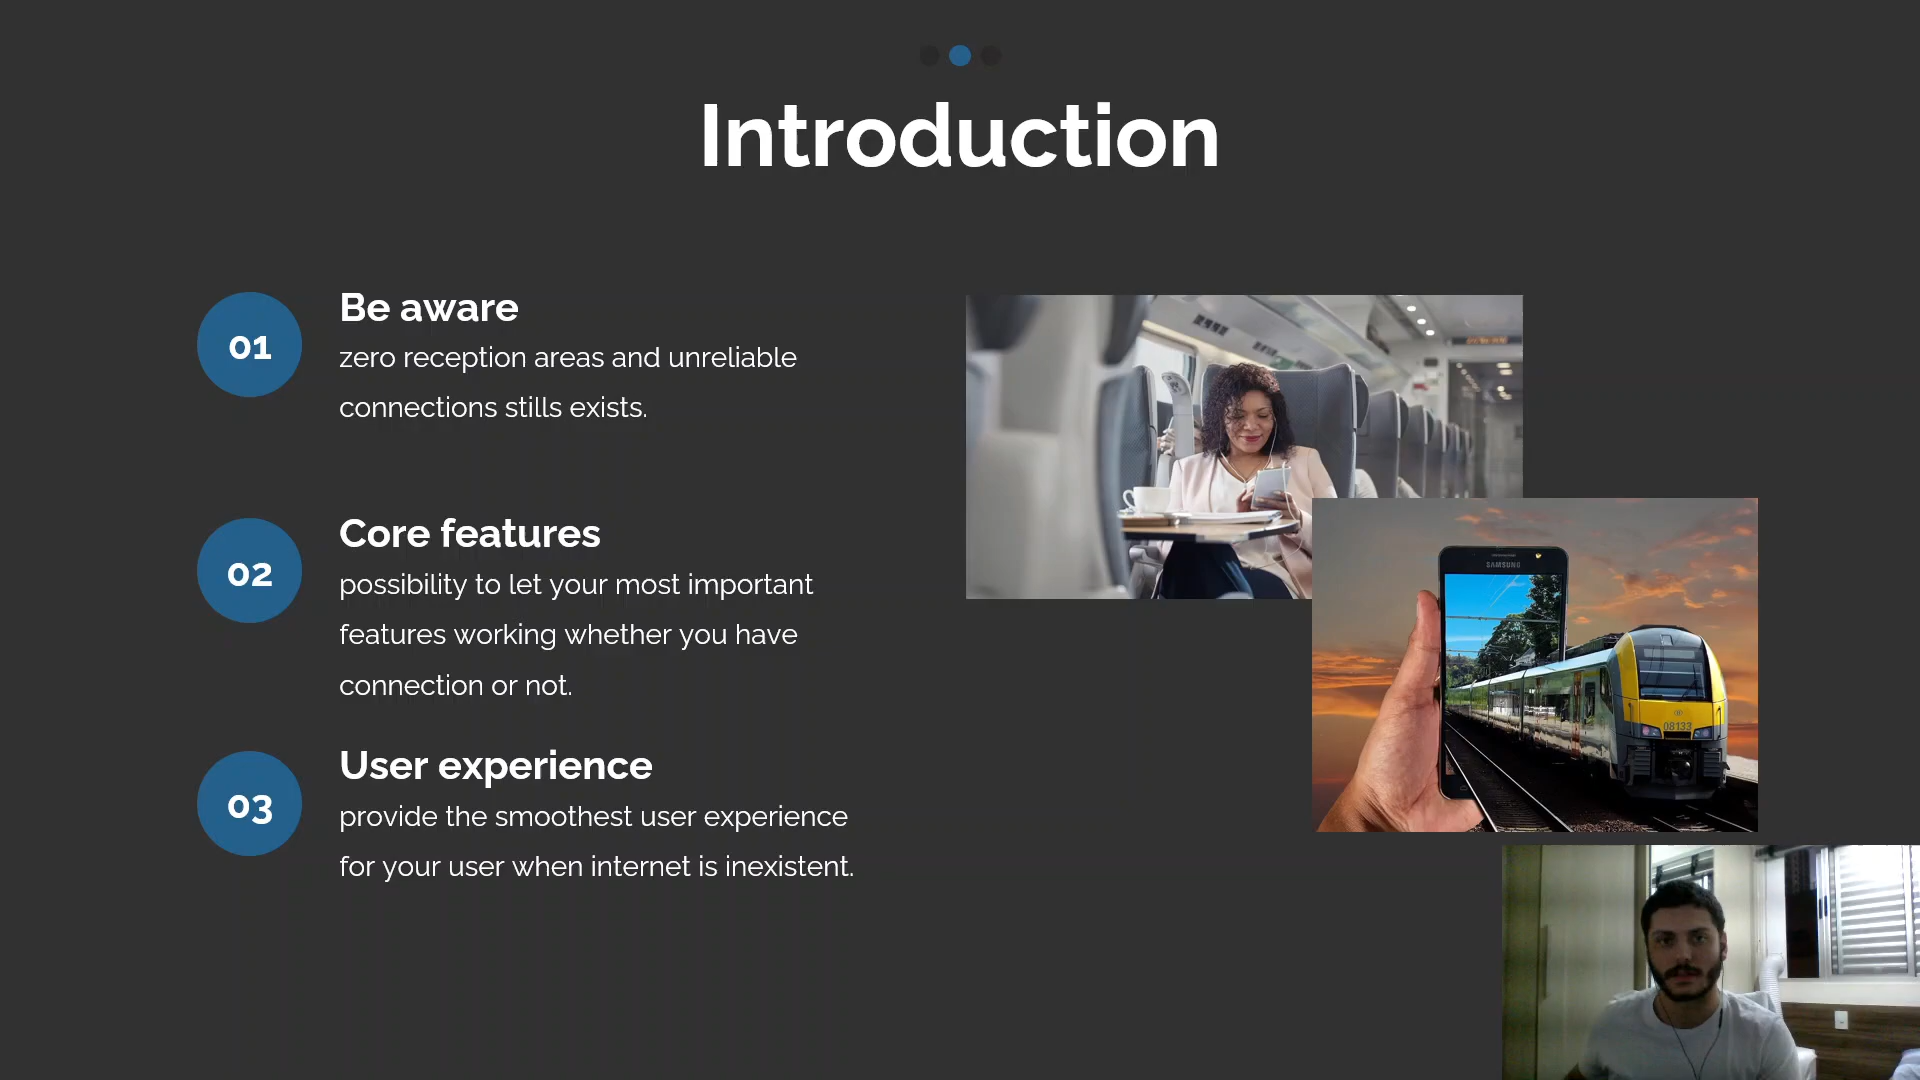 Introduction
01
Be aware
zero reception areas and unreliable
connections stills exists.
02
Core features
possibility to let your most important
features working whether you have
connection or not.
03
User experience
provide the smoothest user experience
for your user when internet is inexistent.
SAMSUNG
08133